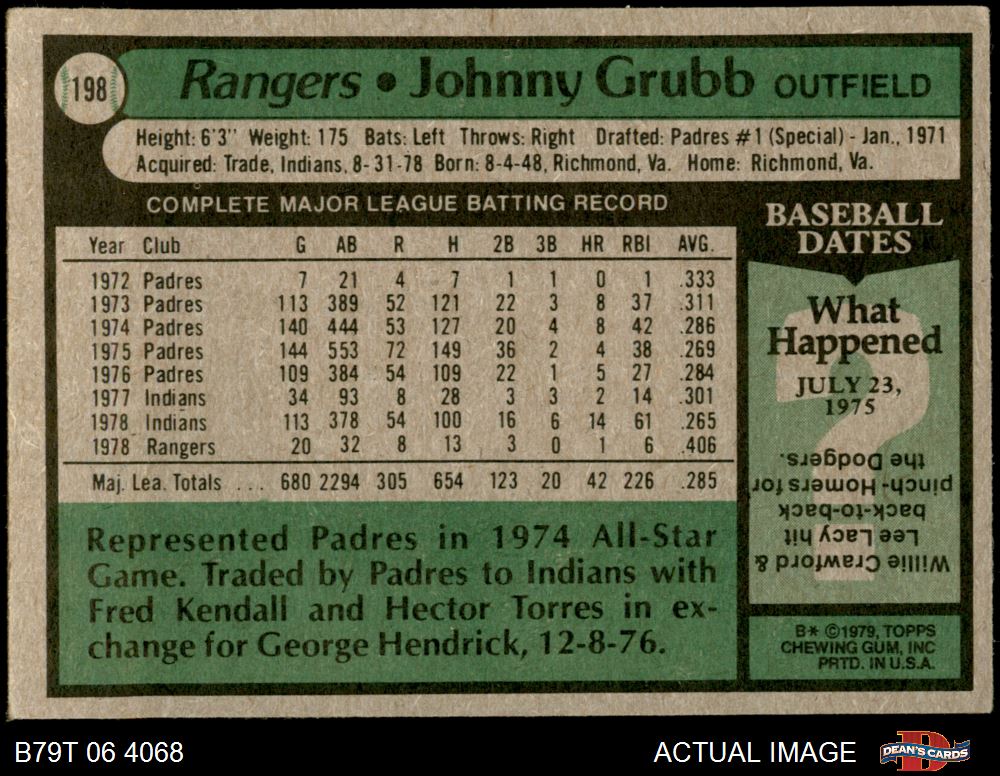 198
Rangers • Johnny Grubb OUTFIELD
Height: 6'3" Weight: 175 Bats: Left Throws: Right Drafted: Padres #1 (Special) - Jan., 1971
Acquired: Trade, Indians, 8-31-78 Born: 8-4-48, Richmond, Va. Home: Richmond, Va.
COMPLETE MAJOR LEAGUE BATTING RECORD
Year Club G AB R H 2B 3B HR RBI AVG.
1972 Padres 7 21 4 7 1 1 0 1 .333
1973 Padres 113 389 52 121 22 3 8 37 .311
1974 Padres 140 444 53 127 20 4 8 42 .286
1975 Padres 144 553 72 149 36 2 4 38 .269
1976 Padres 109 384 54 109 22 1 5 27 .284
1977 Indians 34 93 8 28 3 3 2 14 .301
1978 Indians 113 378 54 100 16 6 14 61 .265
1978 Rangers 20 32 8 13 3 0 1 6 .406
Maj. Lea. Totals ... 680 2294 305 654 123 20 42 226 .285
Represented Padres in 1974 All-Star
Game. Traded by Padres to Indians with
Fred Kendall and Hector Torres in ex-
change for George Hendrick, 12-8-76.
BASEBALL
DATES
What
Happened
JULY 23,
1975
?
Willie Crawford &
Lee Lacy hit
back-to-back
pinch-Homers for
the Dodgers.
B* ©1979, TOPPS
CHEWING GUM, INC
PRTD. IN U.S.A.
B79T 06 4068
ACTUAL IMAGE
D
DEAN'S CARDS